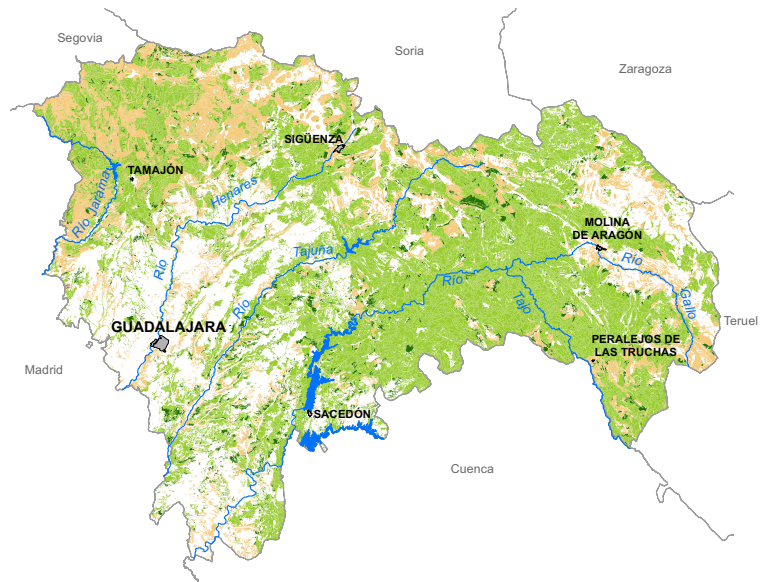 Segovia
Soria
Zaragoza
SIGÜENZA
TAMAJÓN
Río Jarama
Henares
Río
MOLINA
DE ARAGÓN
Tajuña
Río
Río
Gallo
Río
Tajo
GUADALAJARA
Teruel
PERALEJOS DE
LAS TRUCHAS
Madrid
SACEDÓN
Cuenca